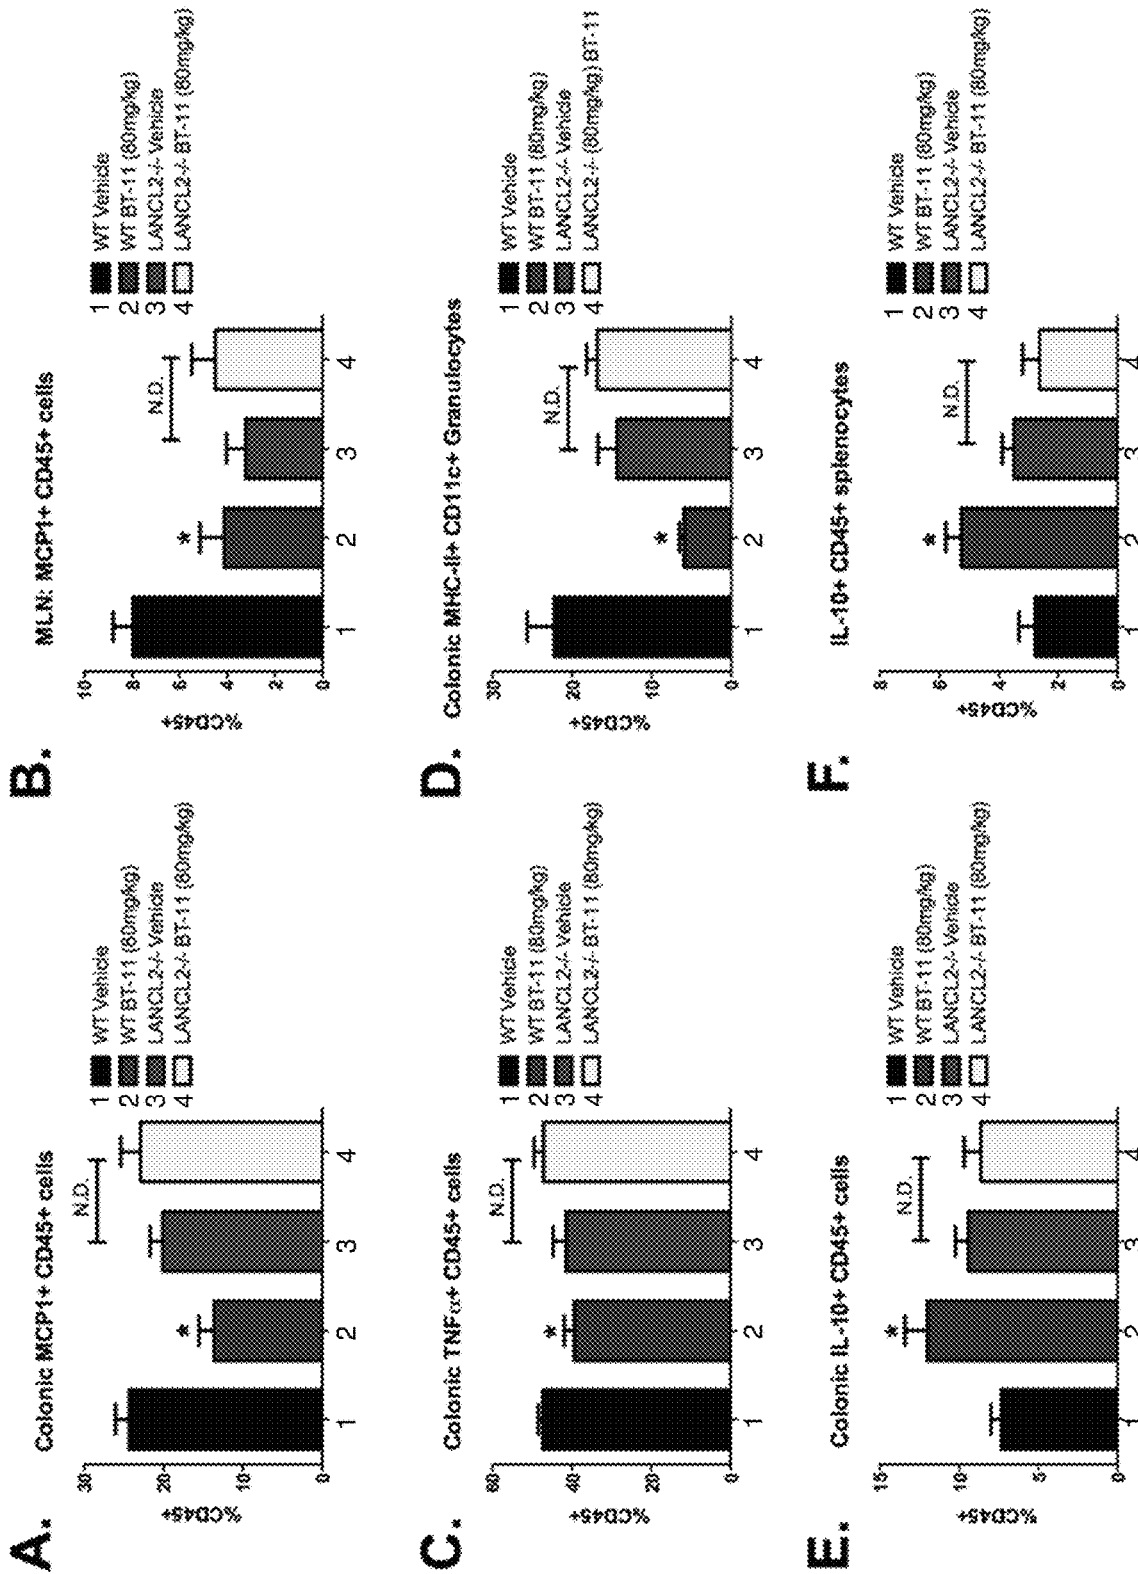 A.
Colonic MCP1+ CD45+ cells
%CD45+
30
20
10
0
N.D.
*
1
2
3
4
1 WT Vehicle
2 WT BT-11 (80mg/kg)
3 LANCL2-/- Vehicle
4 LANCL2-/- BT-11 (80mg/kg)
B.
MLN: MCP1+ CD45+ cells
%CD45+
10
8
6
4
2
0
N.D.
*
1
2
3
4
1 WT Vehicle
2 WT BT-11 (80mg/kg)
3 LANCL2-/- Vehicle
4 LANCL2-/- BT-11 (80mg/kg)
C.
Colonic TNFα+ CD45+ cells
%CD45+
60
40
20
0
N.D.
*
1
2
3
4
1 WT Vehicle
2 WT BT-11 (80mg/kg)
3 LANCL2-/- Vehicle
4 LANCL2-/- BT-11 (80mg/kg)
D.
Colonic MHC-II+ CD11c+ Granulocytes
%CD45+
30
20
10
0
N.D.
*
1
2
3
4
1 WT Vehicle
2 WT BT-11 (80mg/kg)
3 LANCL2-/- Vehicle
4 LANCL2-/- (80mg/kg) BT-11
E.
Colonic IL-10+ CD45+ cells
%CD45+
15
10
5
0
N.D.
*
1
2
3
4
1 WT Vehicle
2 WT BT-11 (80mg/kg)
3 LANCL2-/- Vehicle
4 LANCL2-/- BT-11 (80mg/kg)
F.
IL-10+ CD45+ splenocytes
%CD45+
8
6
4
2
0
N.D.
*
1
2
3
4
1 WT Vehicle
2 WT BT-11 (80mg/kg)
3 LANCL2-/- Vehicle
4 LANCL2-/- BT-11 (80mg/kg)